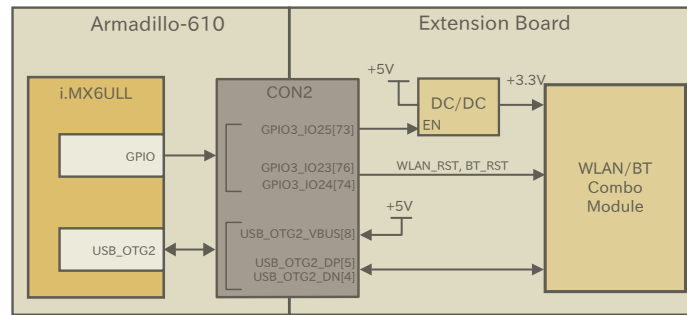 Armadillo-610
Extension Board
i.MX6ULL
CON2
+5V
DC/DC
EN
+3.3V
GPIO
GPIO3_IO25[73]
GPIO3_IO23[76]
GPIO3_IO24[74]
WLAN_RST, BT_RST
WLAN/BT
Combo
Module
+5V
USB_OTG2
USB_OTG2_VBUS[8]
USB_OTG2_DP[5]
USB_OTG2_DN[4]